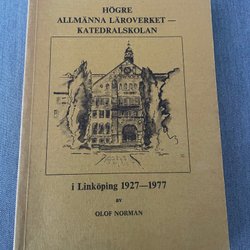 HÖGRE
ALLMÄNNA LÄROVERKET —
KATEDRALSKOLAN
i Linköping 1927—1977
AV
OLOF NORMAN